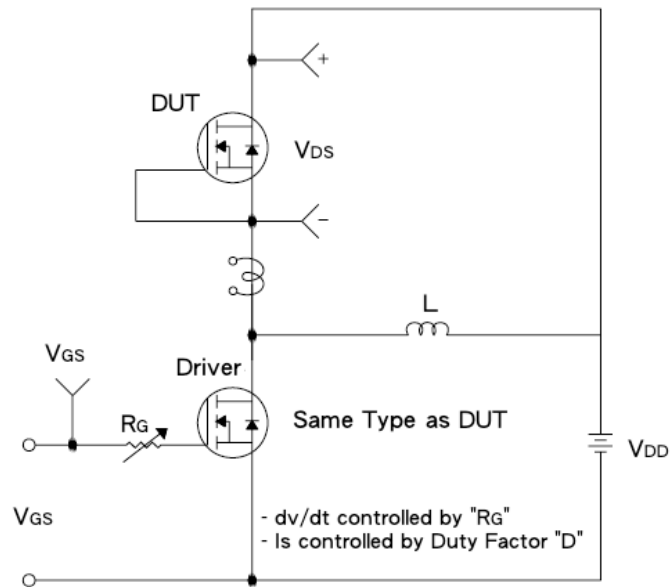 +
DUT
VDS
-
L
VGS
Driver
RG
Same Type as DUT
VDD
VGS
- dv/dt controlled by "RG"
- Is controlled by Duty Factor "D"